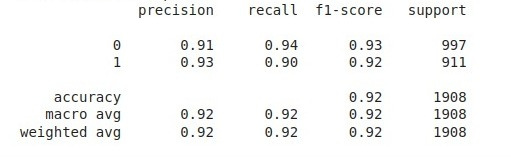 precision recall f1-score support
0 0.91 0.94 0.93 997
1 0.93 0.90 0.92 911
accuracy 0.92 1908
macro avg 0.92 0.92 0.92 1908
weighted avg 0.92 0.92 0.92 1908